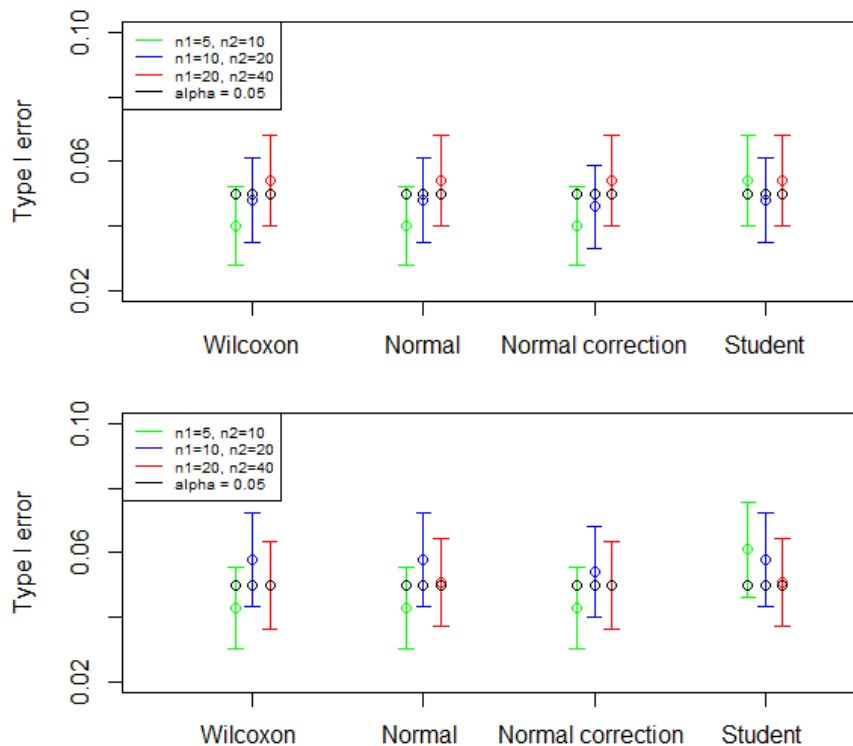 0.10
n1=5, n2=10
n1=10, n2=20
n1=20, n2=40
alpha = 0.05
Type I error
0.06
0.02
Wilcoxon Normal Normal correction Student
0.10
n1=5, n2=10
n1=10, n2=20
n1=20, n2=40
alpha = 0.05
Type I error
0.06
0.02
Wilcoxon Normal Normal correction Student